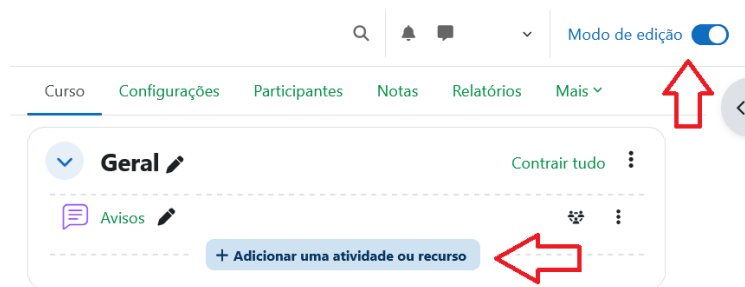 Modo de edição
Curso Configurações Participantes Notas Relatórios Mais
Geral Contrair tudo
Avisos
+ Adicionar uma atividade ou recurso